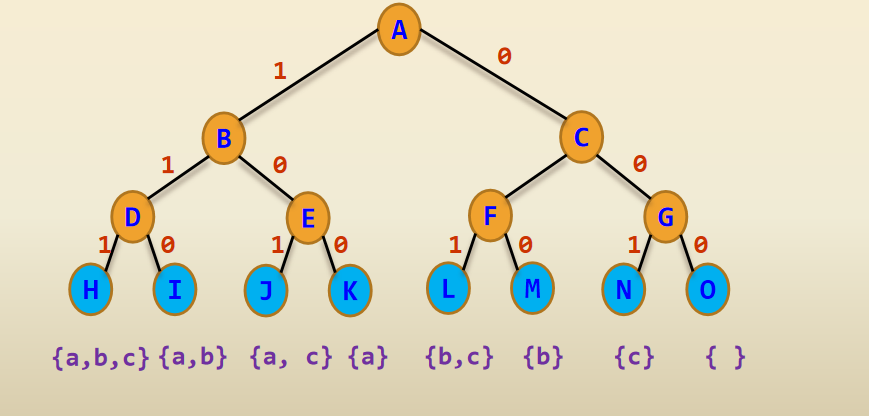 A
1 0
B C
1 0 0
D E F G
1 0 1 0 1 0 1 0
H I J K L M N O
{a,b,c} {a,b} {a, c} {a} {b,c} {b} {c} { }